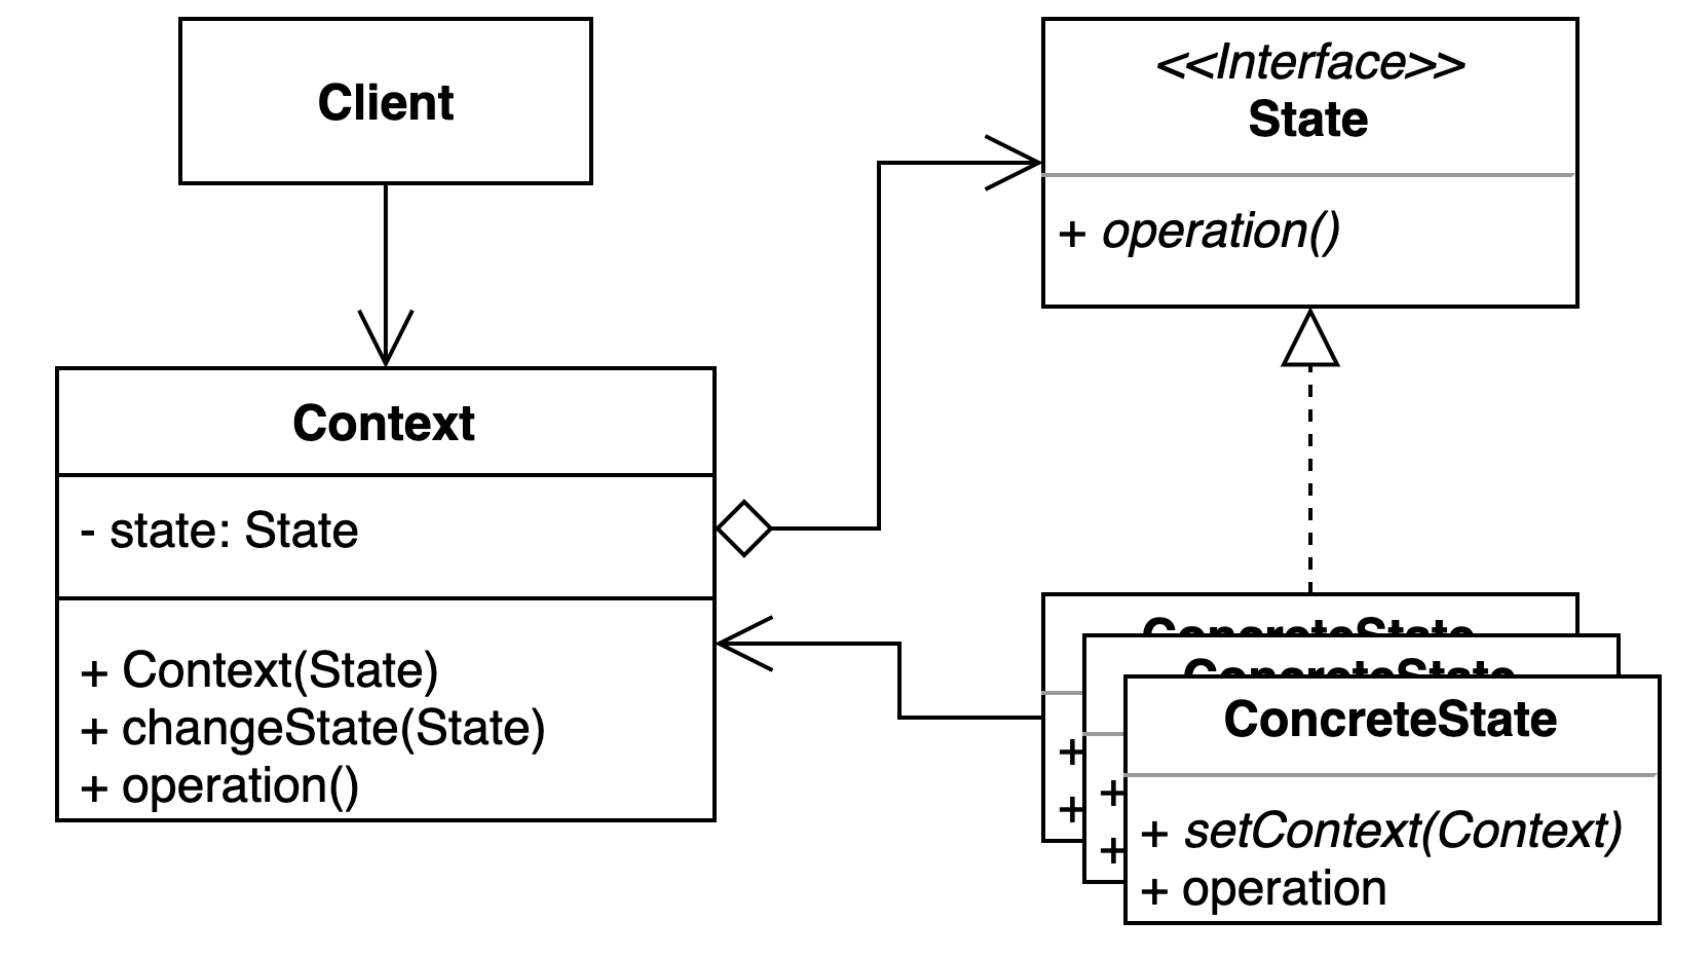 Client
<<Interface>>
State
+ operation()
Context
- state: State
+ Context(State)
+ changeState(State)
+ operation()
ConcreteState
ConcreteState
ConcreteState
+
+
+
+
+ setContext(Context)
+ operation